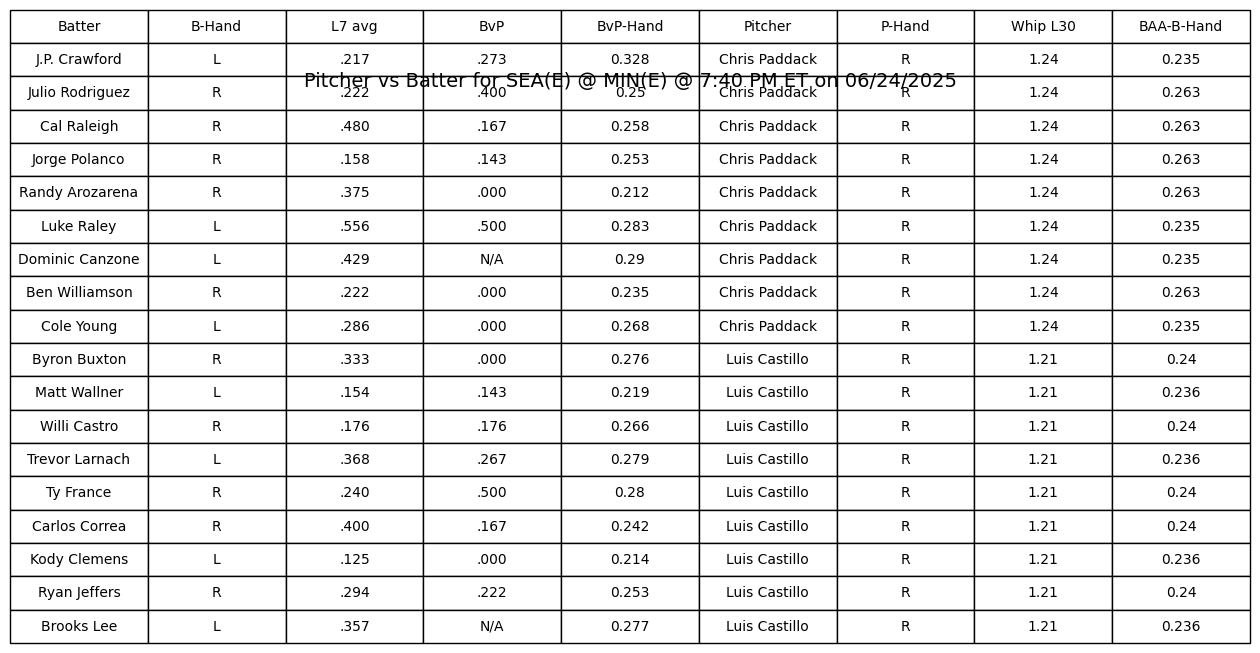 Batter B-Hand L7 avg BvP BvP-Hand Pitcher P-Hand Whip L30 BAA-B-Hand
J.P. Crawford L .217 .273 0.328 Chris Paddack R 1.24 0.235
Pitcher vs Batter for SEA(E) @ MIN(E) @ 7:40 PM ET on 06/24/2025
Julio Rodriguez R .222 .400 0.25 Chris Paddack R 1.24 0.263
Cal Raleigh R .480 .167 0.258 Chris Paddack R 1.24 0.263
Jorge Polanco R .158 .143 0.253 Chris Paddack R 1.24 0.263
Randy Arozarena R .375 .000 0.212 Chris Paddack R 1.24 0.263
Luke Raley L .556 .500 0.283 Chris Paddack R 1.24 0.235
Dominic Canzone L .429 N/A 0.29 Chris Paddack R 1.24 0.235
Ben Williamson R .222 .000 0.235 Chris Paddack R 1.24 0.263
Cole Young L .286 .000 0.268 Chris Paddack R 1.24 0.235
Byron Buxton R .333 .000 0.276 Luis Castillo R 1.21 0.24
Matt Wallner L .154 .143 0.219 Luis Castillo R 1.21 0.236
Willi Castro R .176 .176 0.266 Luis Castillo R 1.21 0.24
Trevor Larnach L .368 .267 0.279 Luis Castillo R 1.21 0.236
Ty France R .240 .500 0.28 Luis Castillo R 1.21 0.24
Carlos Correa R .400 .167 0.242 Luis Castillo R 1.21 0.24
Kody Clemens L .125 .000 0.214 Luis Castillo R 1.21 0.236
Ryan Jeffers R .294 .222 0.253 Luis Castillo R 1.21 0.24
Brooks Lee L .357 N/A 0.277 Luis Castillo R 1.21 0.236